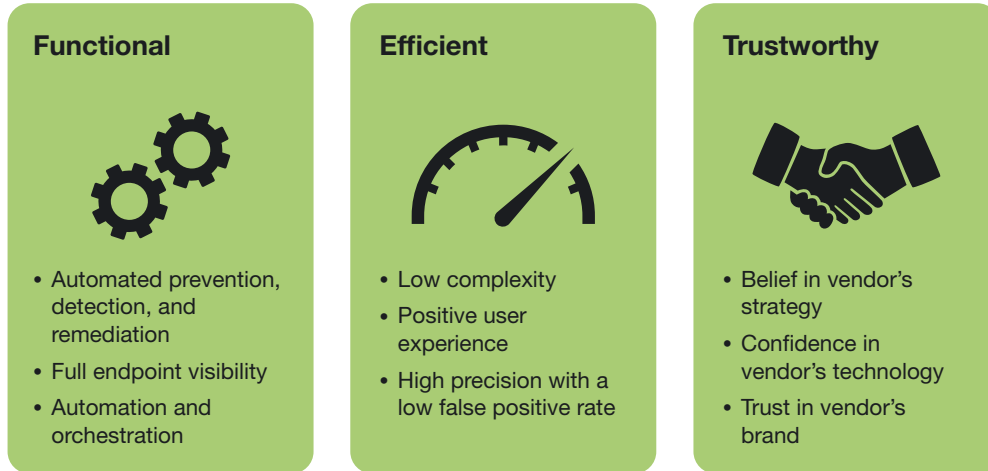 Functional
• Automated prevention,
detection, and
remediation
• Full endpoint visibility
• Automation and
orchestration
Efficient
• Low complexity
• Positive user
experience
• High precision with a
low false positive rate
Trustworthy
• Belief in vendor’s
strategy
• Confidence in
vendor’s technology
• Trust in vendor’s
brand